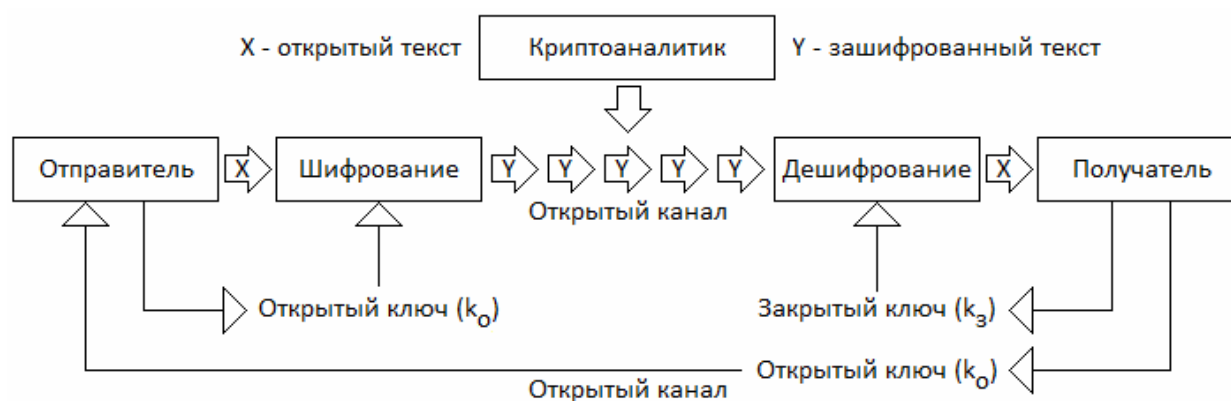 X - открытый текст
Криптоаналитик
Y - зашифрованный текст
Отправитель
X
Шифрование
Y Y Y Y Y
Дешифрование
X
Получатель
Открытый канал
Открытый ключ (kо)
Закрытый ключ (kз)
Открытый ключ (kо)
Открытый канал